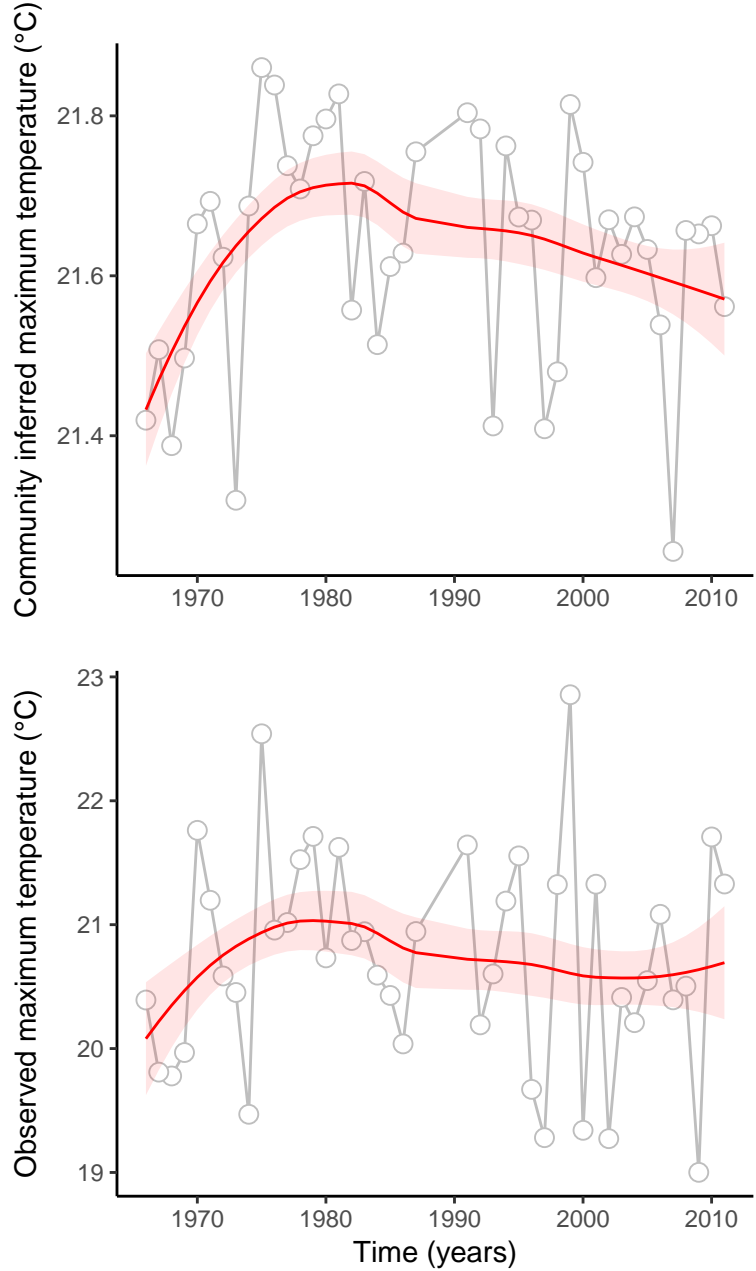 Community inferred maximum temperature (°C)
21.8
21.6
21.4
1970 1980 1990 2000 2010
Observed maximum temperature (°C)
23
22
21
20
19
1970 1980 1990 2000 2010
Time (years)